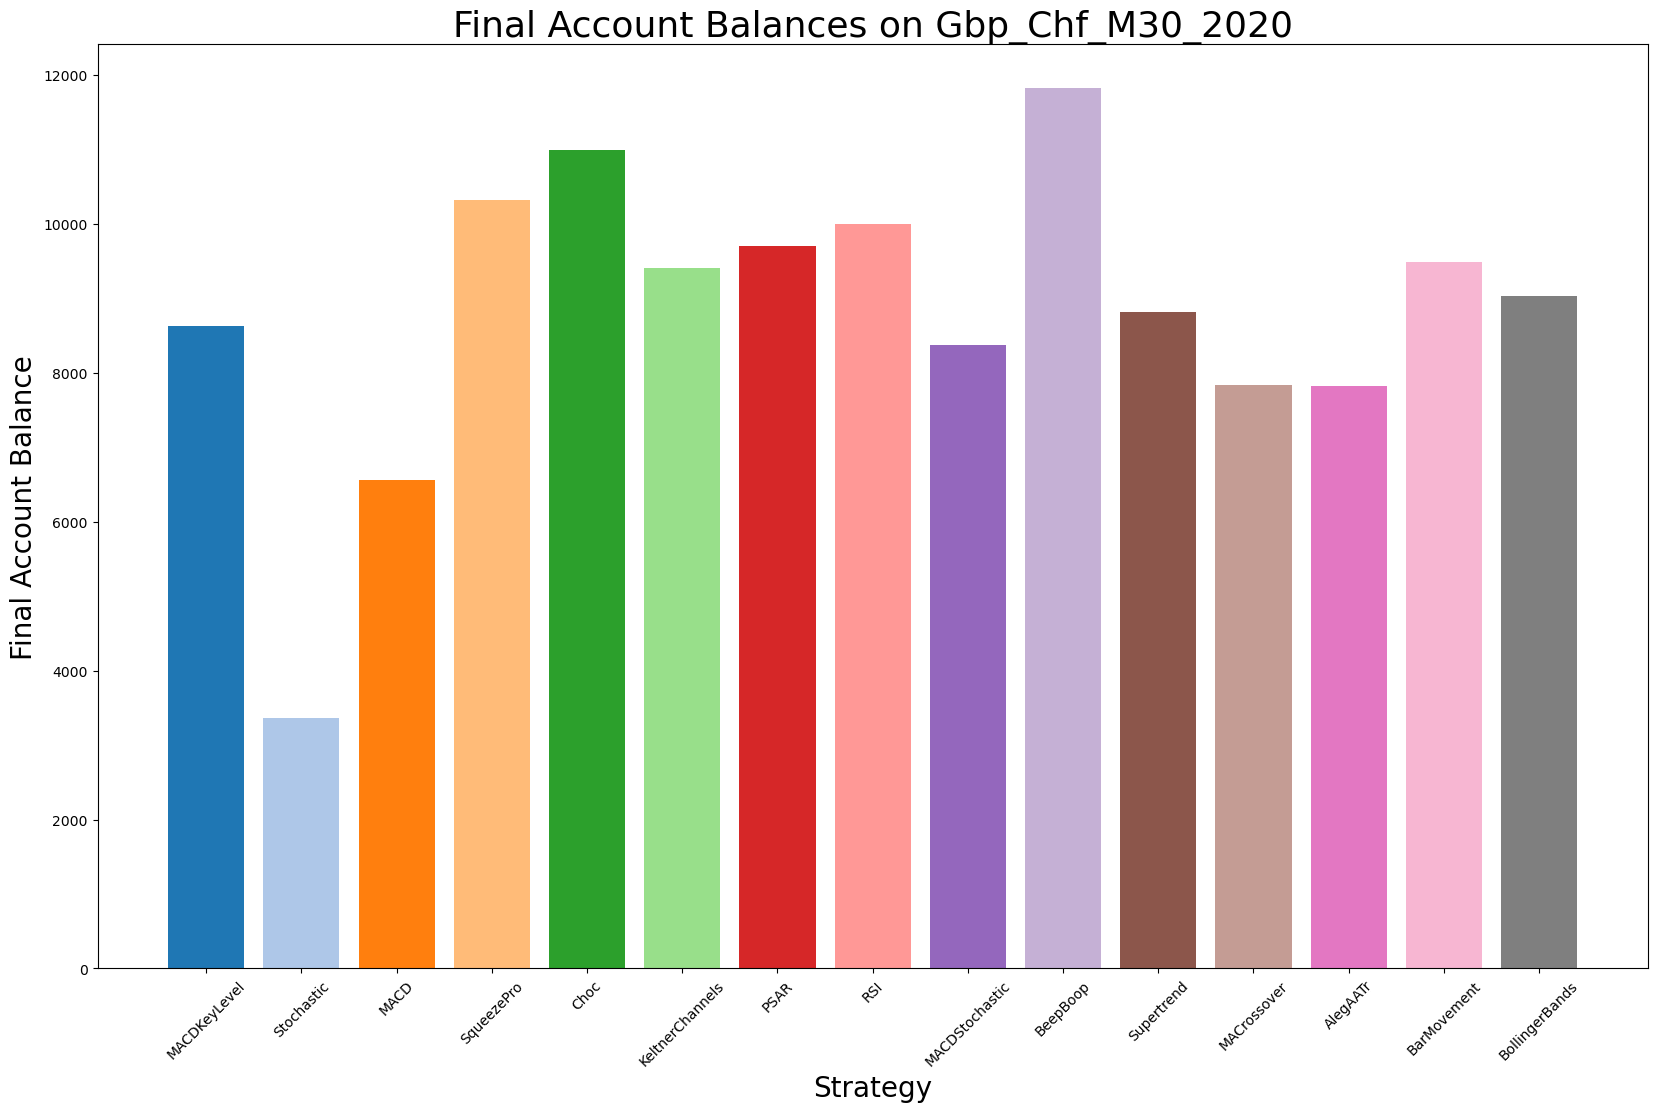 Final Account Balances on Gbp_Chf_M30_2020
Final Account Balance
12000
10000
8000
6000
4000
2000
0
MACDKeyLevel
Stochastic
MACD
SqueezePro
Choc
KeltnerChannels
PSAR
RSI
MACDStochastic
BeepBoop
Supertrend
MACrossover
AlegAATr
BarMovement
BollingerBands
Strategy